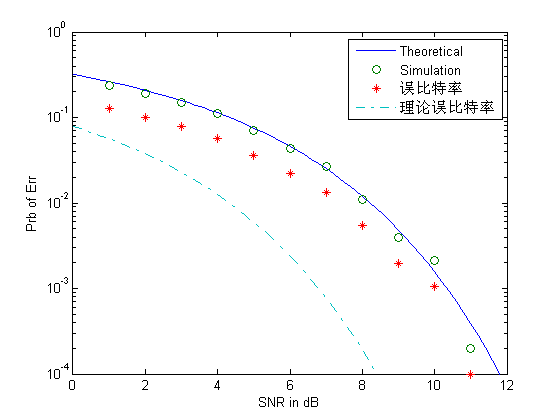 Theoretical
Simulation
误比特率
理论误比特率
Prb of Err
10^0
10^-1
10^-2
10^-3
10^-4
0 2 4 6 8 10 12
SNR in dB